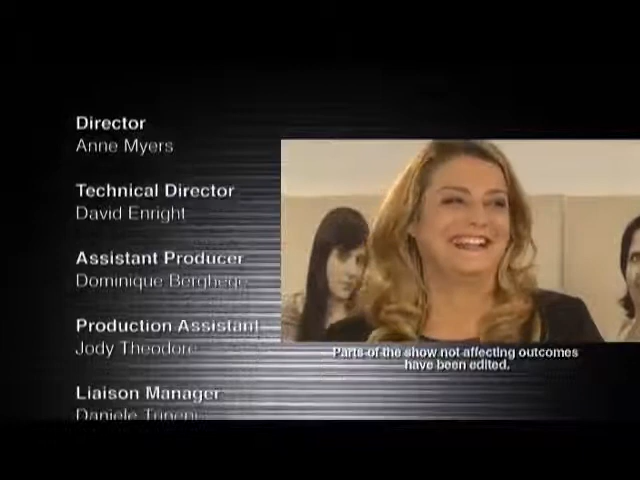 Director
Anne Myers
Technical Director
David Enright
Assistant Producer
Dominique
Production Assistant
Jody Theodore
Liaison Manager
Daniele
Parts of the show not affecting outcomes
have been edited.